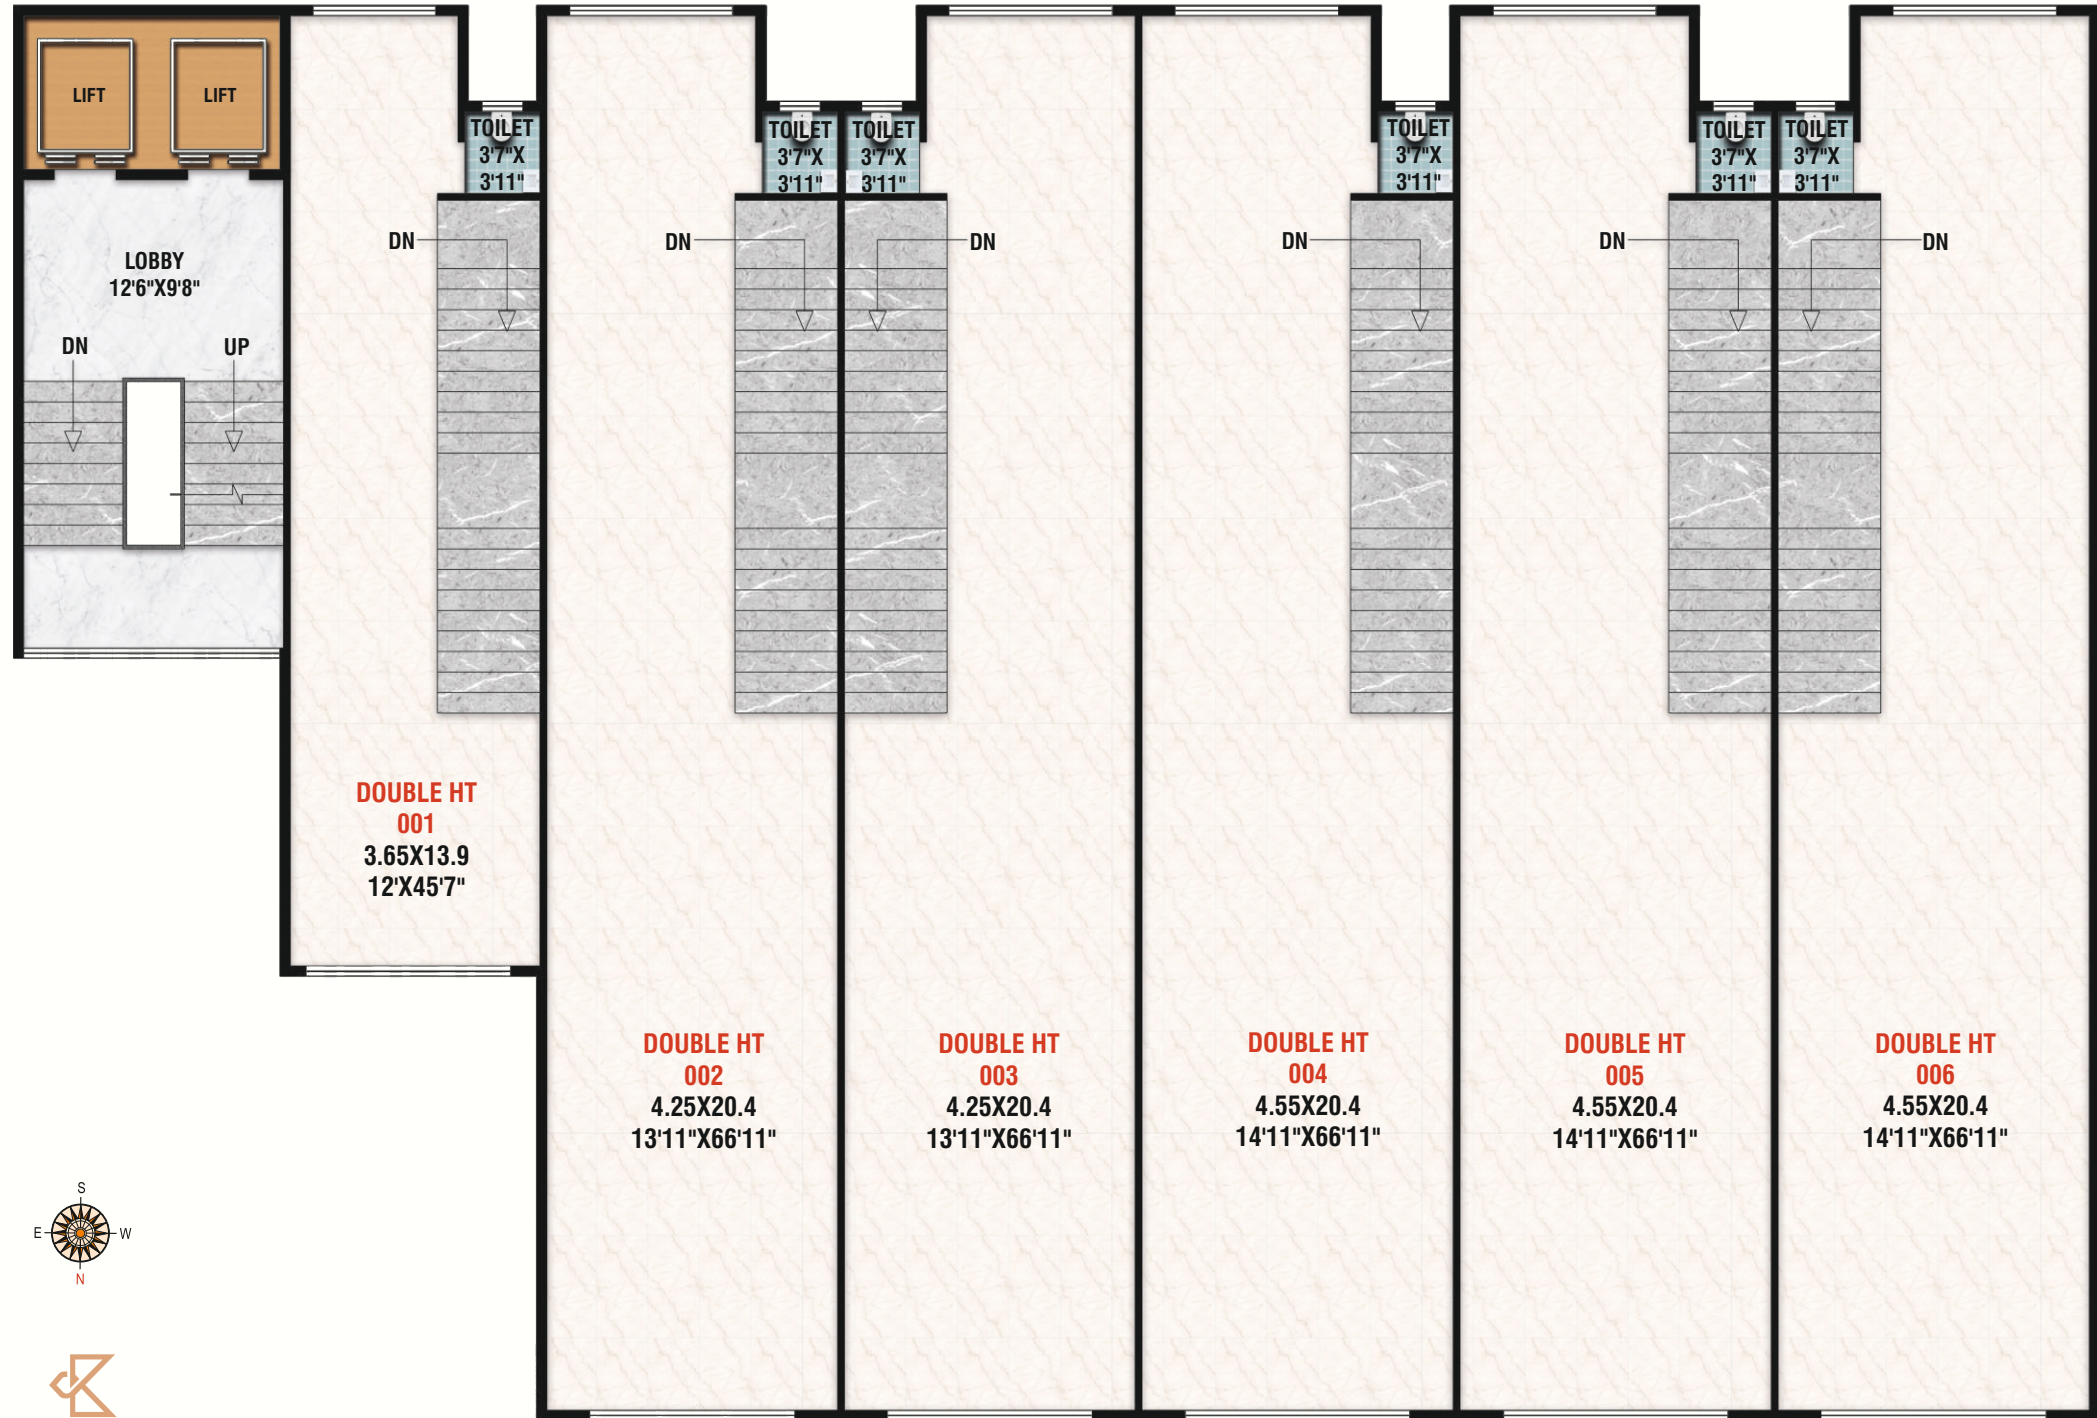 LIFT
LIFT
LOBBY
12'6"X9'8"
DN
UP
TOILET
3'7"X
3'11"
DN
DOUBLE HT
001
3.65X13.9
12'X45'7"
TOILET
3'7"X
3'11"
DN
DOUBLE HT
002
4.25X20.4
13'11"X66'11"
TOILET
3'7"X
3'11"
DN
DOUBLE HT
003
4.25X20.4
13'11"X66'11"
TOILET
3'7"X
3'11"
DN
DOUBLE HT
004
4.55X20.4
14'11"X66'11"
TOILET
3'7"X
3'11"
DN
DOUBLE HT
005
4.55X20.4
14'11"X66'11"
TOILET
3'7"X
3'11"
DN
DOUBLE HT
006
4.55X20.4
14'11"X66'11"
S
E
W
N